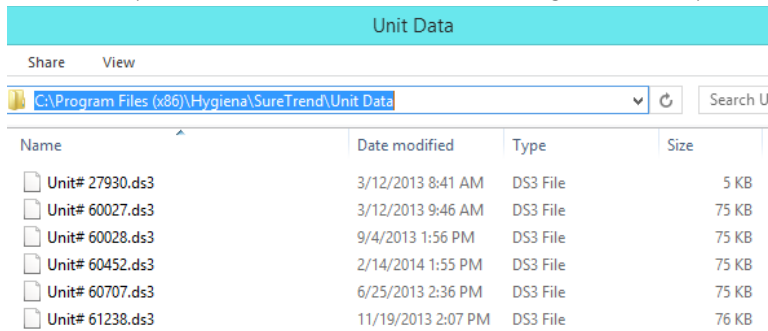 Unit Data
Share View
C:\Program Files (x86)\Hygiena\SureTrend\Unit Data Search U
Name Date modified Type Size
Unit# 27930.ds3 3/12/2013 8:41 AM DS3 File 5 KB
Unit# 60027.ds3 3/12/2013 9:46 AM DS3 File 75 KB
Unit# 60028.ds3 9/4/2013 1:56 PM DS3 File 75 KB
Unit# 60452.ds3 2/14/2014 1:55 PM DS3 File 75 KB
Unit# 60707.ds3 6/25/2013 2:36 PM DS3 File 75 KB
Unit# 61238.ds3 11/19/2013 2:07 PM DS3 File 76 KB